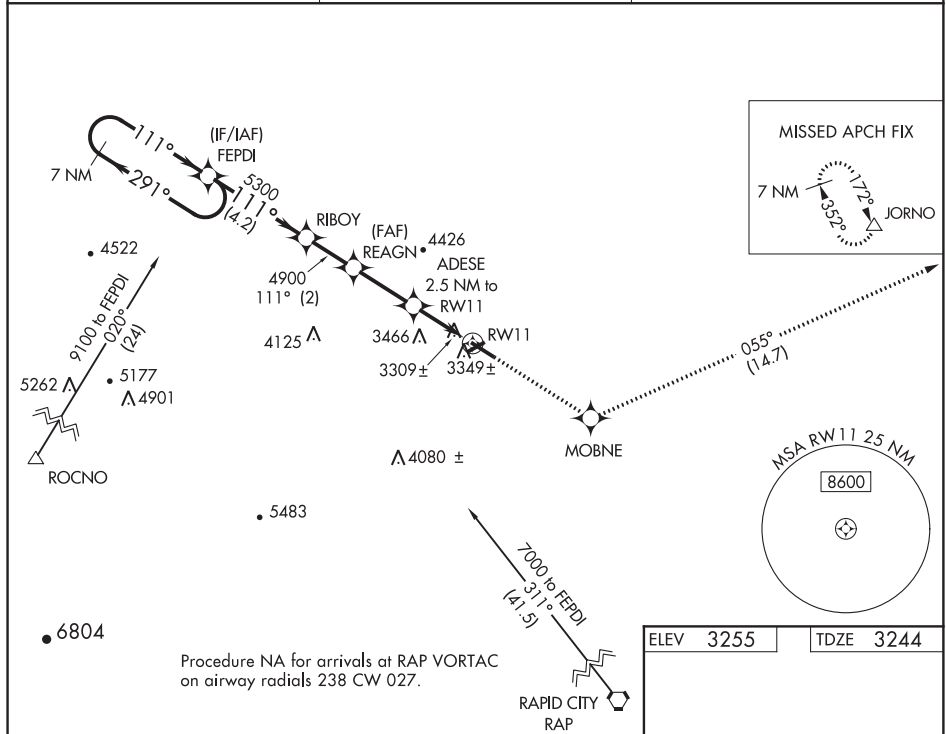 MISSED APCH FIX
7 NM
172°
352°
JORNO
111°
(IF/IAF)
FEPDI
7 NM
291°
5300
111°
(4.2)
RIBOY
(FAF)
REAGN
4426
ADESE
2.5 NM to
RW11
4522
4900
111° (2)
4125
3466
RW11
3309±
3349±
055°
(14.7)
9100 to FEPDI
020°
(24)
5262
5177
4901
ROCNO
4080 ±
MOBNE
MSA RW11 25 NM
8600
5483
7000 to FEPDI
311°
(41.5)
6804
Procedure NA for arrivals at RAP VORTAC
on airway radials 238 CW 027.
RAPID CITY
RAP
ELEV 3255
TDZE 3244